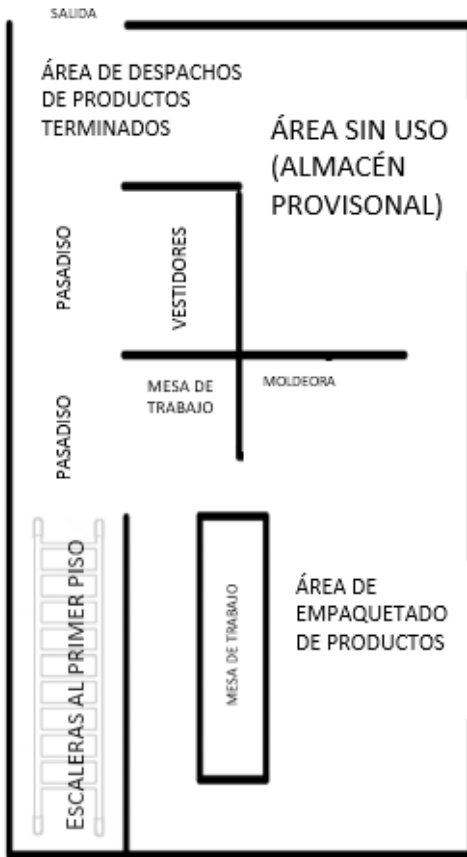 SALIDA
ÁREA DE DESPACHOS
DE PRODUCTOS
TERMINADOS
ÁREA SIN USO
(ALMACÉN
PROVISONAL)
PASADISO
VESTIDORES
MESA DE
TRABAJO
MOLDEORA
PASADISO
ESCALERAS AL PRIMER PISO
MESA DE TRABAJO
ÁREA DE
EMPAQUETADO
DE PRODUCTOS